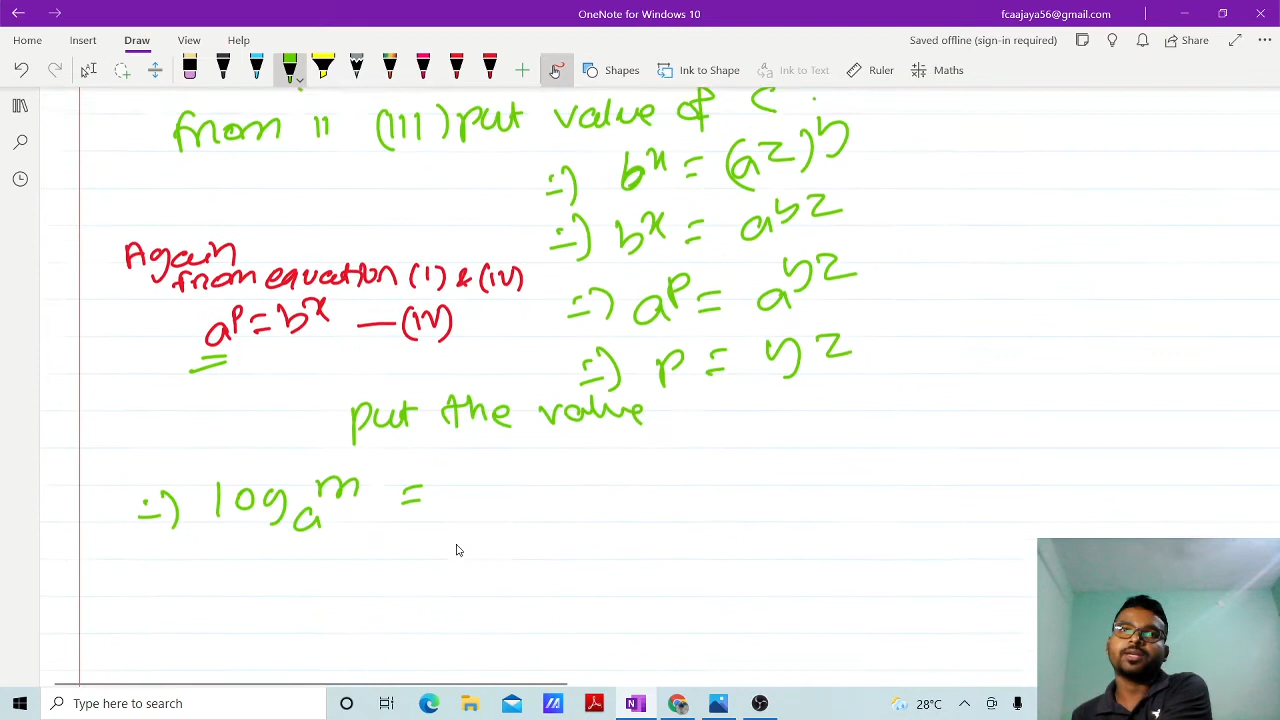 OneNote for Windows 10
fcaajaya56@gmail.com
Home Insert Draw View Help
Saved offline (sign-in required)
Share
Shapes Ink to Shape Ink to Text Ruler Maths
from ıı (III) put value of C .
=) b^x = (a^z)^y
=) b^x = a^yz
Again
from equation (I) & (IV)
a^p = b^x —(IV)
=) a^p = a^yz
=) p = yz
put the value
=) log_a m =
Type here to search
28°C